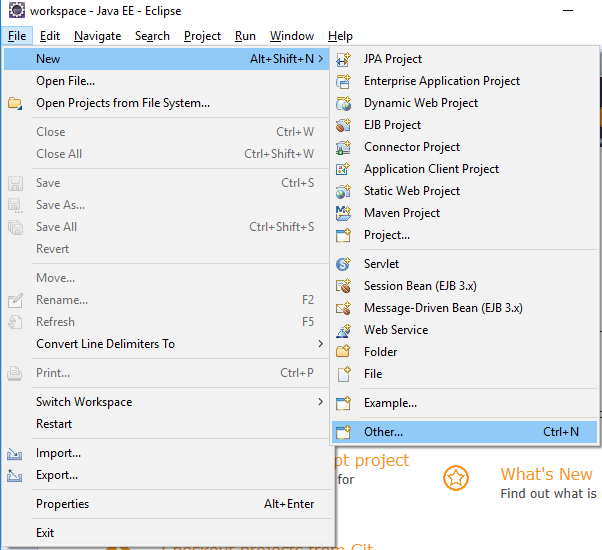 workspace - Java EE - Eclipse
File Edit Navigate Search Project Run Window Help
New Alt+Shift+N
Open File...
Open Projects from File System...
Close Ctrl+W
Close All Ctrl+Shift+W
Save Ctrl+S
Save As...
Save All Ctrl+Shift+S
Revert
Move...
Rename... F2
Refresh F5
Convert Line Delimiters To
Print... Ctrl+P
Switch Workspace
Restart
Import...
Export...
Properties Alt+Enter
Exit
JPA Project
Enterprise Application Project
Dynamic Web Project
EJB Project
Connector Project
Application Client Project
Static Web Project
Maven Project
Project...
Servlet
Session Bean (EJB 3.x)
Message-Driven Bean (EJB 3.x)
Web Service
Folder
File
Example...
Other... Ctrl+N
pt project
for
What's New
Find out what is
Checkout projects from Git